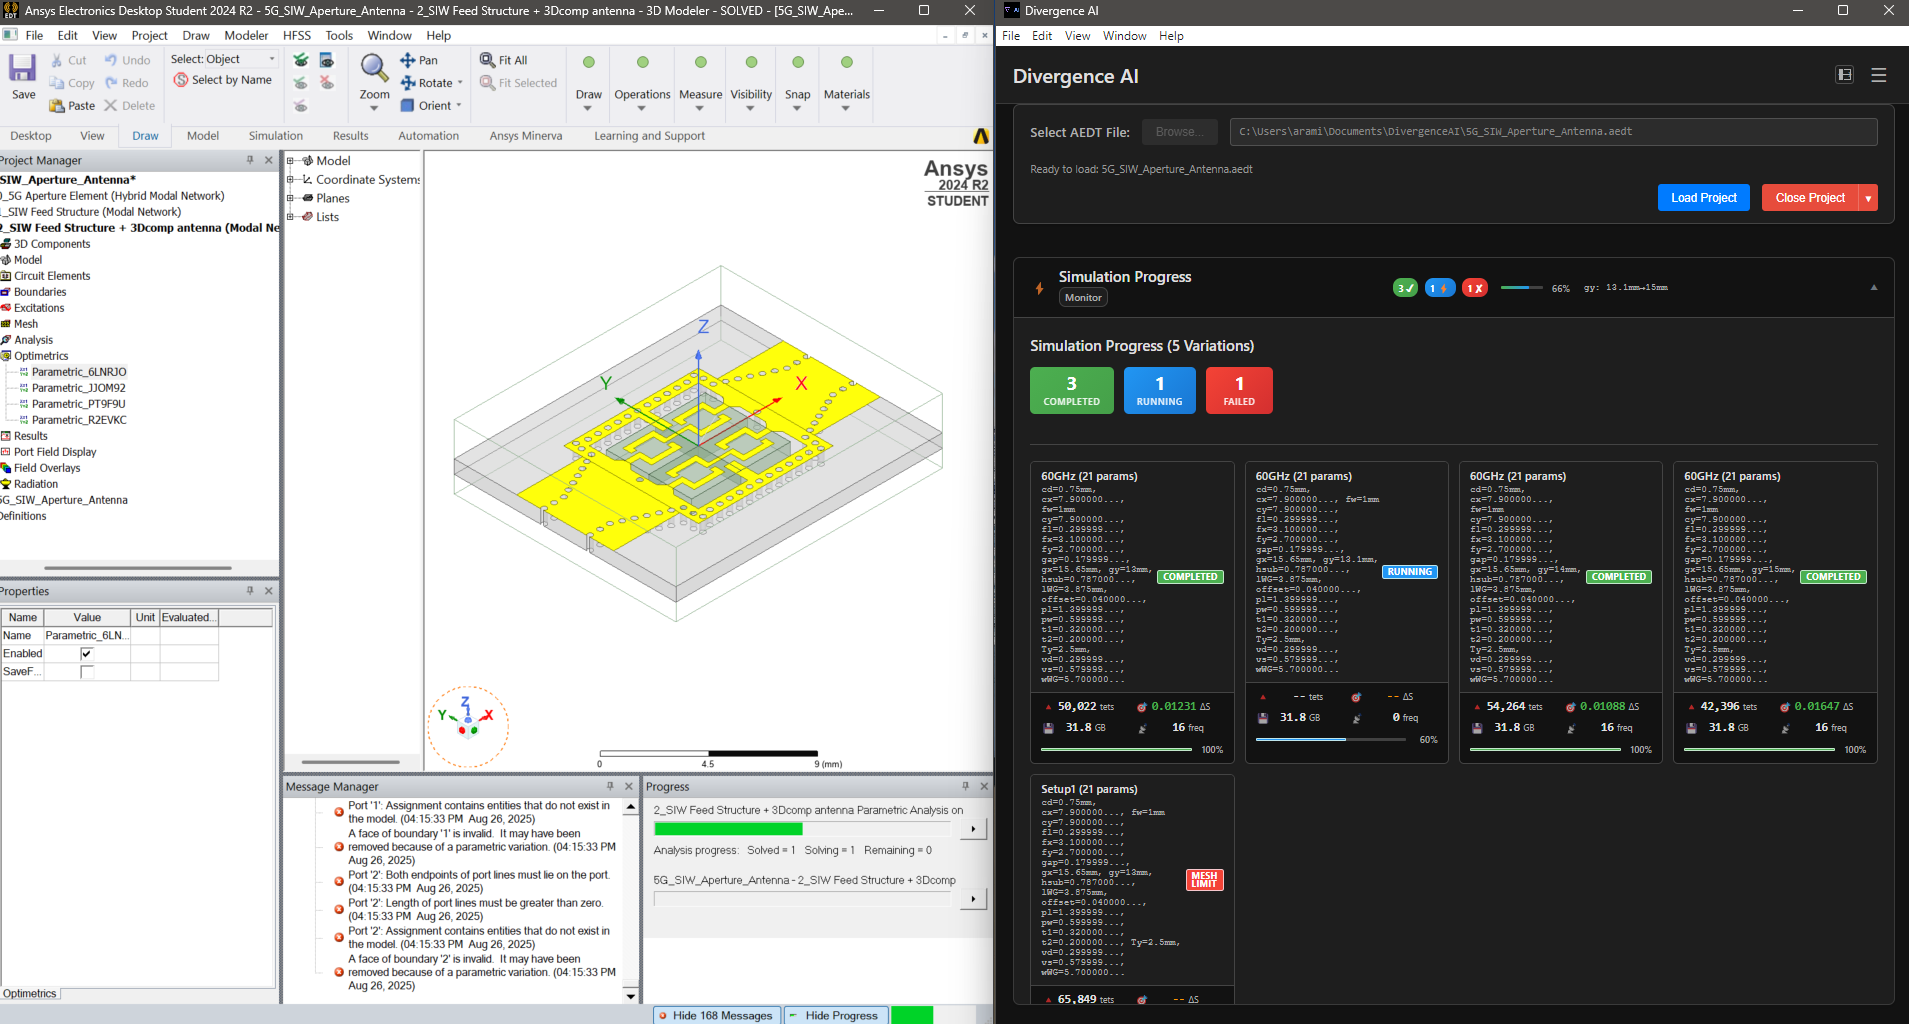 Ansys Electronics Desktop Student 2024 R2 - 5G_SIW_Aperture_Antenna - 2_SIW Feed Structure + 3Dcomp antenna - 3D Modeler - SOLVED - [5G_SIW_Ape...
File Edit View Project Draw Modeler HFSS Tools Window Help
Save
Cut
Copy
Paste
Undo
Redo
Delete
Select: Object
Select by Name
Zoom
Pan
Rotate
Orient
Fit All
Fit Selected
Draw
Operations
Measure
Visibility
Snap
Materials
Desktop View Draw Model Simulation Results Automation Ansys Minerva Learning and Support
Project Manager
SIW_Aperture_Antenna*
_5G Aperture Element (Hybrid Modal Network)
_SIW Feed Structure (Modal Network)
2_SIW Feed Structure + 3Dcomp antenna (Modal Ne
3D Components
Model
Circuit Elements
Boundaries
Excitations
Mesh
Analysis
Optimetrics
Parametric_6LNRJO
Parametric_JJOM92
Parametric_PT9F9U
Parametric_R2EVKC
Results
Port Field Display
Field Overlays
Radiation
5G_SIW_Aperture_Antenna
Definitions
Properties
Name Value Unit Evaluated...
Name Parametric_6LN...
Enabled
SaveF...
Optimetrics
Model
Coordinate Systems
Planes
Lists
Ansys
2024 R2
STUDENT
Z
Y
X
Z
Y
X
0 4.5 9 (mm)
Message Manager
Port '1': Assignment contains entities that do not exist in
the model. (04:15:33 PM Aug 26, 2025)
A face of boundary '1' is invalid. It may have been
removed because of a parametric variation. (04:15:33 PM
Aug 26, 2025)
Port '2': Both endpoints of port lines must lie on the port.
(04:15:33 PM Aug 26, 2025)
Port '2': Length of port lines must be greater than zero.
(04:15:33 PM Aug 26, 2025)
Port '2': Assignment contains entities that do not exist in
the model. (04:15:33 PM Aug 26, 2025)
A face of boundary '2' is invalid. It may have been
removed because of a parametric variation. (04:15:33 PM
Aug 26, 2025)
Progress
2_SIW Feed Structure + 3Dcomp antenna Parametric Analysis on
Analysis progress: Solved = 1 Solving = 1 Remaining = 0
5G_SIW_Aperture_Antenna - 2_SIW Feed Structure + 3Dcomp
Hide 168 Messages
Hide Progress
Divergence AI
File Edit View Window Help
Divergence AI
Select AEDT File: Browse... C:\Users\arami\Documents\DivergenceAI\5G_SIW_Aperture_Antenna.aedt
Ready to load: 5G_SIW_Aperture_Antenna.aedt
Load Project
Close Project
Simulation Progress
Monitor
3✓ 1⚡ 1✗ 66% gy: 13.1mm→15mm
Simulation Progress (5 Variations)
3
COMPLETED
1
RUNNING
1
FAILED
60GHz (21 params)
cd=0.75mm,
cx=7.900000...,
fw=1mm
cy=7.900000...,
fl=0.299999...,
fx=3.100000...,
fy=2.700000...,
gap=0.179999...,
gx=15.65mm, gy=13mm,
hsub=0.787000...,
lWG=3.875mm,
offset=0.040000...,
pl=1.399999...,
pw=0.599999...,
t1=0.320000...,
t2=0.200000...,
Ty=2.5mm,
vd=0.299999...,
vs=0.579999...,
wWG=5.700000...
COMPLETED
50,022 tets 0.01231 ΔS
31.8 GB 16 freq
100%
60GHz (21 params)
cd=0.75mm,
cx=7.900000..., fw=1mm
cy=7.900000...,
fl=0.299999...,
fx=3.100000...,
fy=2.700000...,
gap=0.179999...,
gx=15.65mm, gy=13.1mm,
hsub=0.787000...,
lWG=3.875mm,
offset=0.040000...,
pl=1.399999...,
pw=0.599999...,
t1=0.320000...,
t2=0.200000...,
Ty=2.5mm,
vd=0.299999...,
vs=0.579999...,
wWG=5.700000...
RUNNING
-- tets -- ΔS
31.8 GB 0 freq
60%
60GHz (21 params)
cd=0.75mm,
cx=7.900000...,
fw=1mm
cy=7.900000...,
fl=0.299999...,
fx=3.100000...,
fy=2.700000...,
gap=0.179999...,
gx=15.65mm, gy=14mm,
hsub=0.787000...,
lWG=3.875mm,
offset=0.040000...,
pl=1.399999...,
pw=0.599999...,
t1=0.320000...,
t2=0.200000...,
Ty=2.5mm,
vd=0.299999...,
vs=0.579999...,
wWG=5.700000...
COMPLETED
54,264 tets 0.01088 ΔS
31.8 GB 16 freq
100%
60GHz (21 params)
cd=0.75mm,
cx=7.900000...,
fw=1mm
cy=7.900000...,
fl=0.299999...,
fx=3.100000...,
fy=2.700000...,
gap=0.179999...,
gx=15.65mm, gy=15mm,
hsub=0.787000...,
lWG=3.875mm,
offset=0.040000...,
pl=1.399999...,
pw=0.599999...,
t1=0.320000...,
t2=0.200000...,
Ty=2.5mm,
vd=0.299999...,
vs=0.579999...,
wWG=5.700000...
COMPLETED
42,396 tets 0.01647 ΔS
31.8 GB 16 freq
100%
Setup1 (21 params)
cd=0.75mm,
cx=7.900000..., fw=1mm
cy=7.900000...,
fl=0.299999...,
fx=3.100000...,
fy=2.700000...,
gap=0.179999...,
gx=15.65mm, gy=13mm,
hsub=0.787000...,
lWG=3.875mm,
offset=0.040000...,
pl=1.399999...,
pw=0.599999...,
t1=0.320000...,
t2=0.200000..., Ty=2.5mm,
vd=0.299999...,
vs=0.579999...,
wWG=5.700000...
MESH
LIMIT
65,849 tets -- ΔS